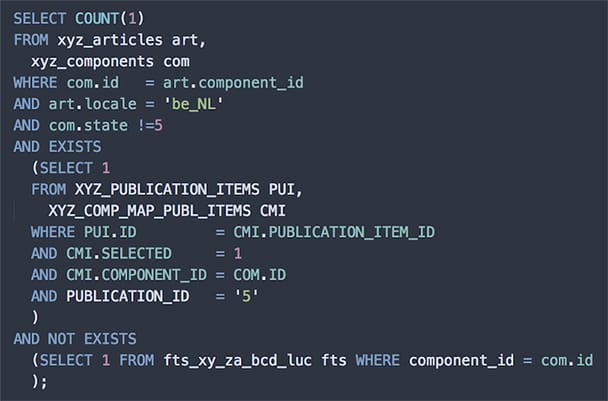 SELECT COUNT(1)
FROM xyz_articles art,
  xyz_components com
WHERE com.id   = art.component_id
AND art.locale = 'be_NL'
AND com.state !=5
AND EXISTS
  (SELECT 1
  FROM XYZ_PUBLICATION_ITEMS PUI,
    XYZ_COMP_MAP_PUBL_ITEMS CMI
  WHERE PUI.ID         = CMI.PUBLICATION_ITEM_ID
  AND CMI.SELECTED     = 1
  AND CMI.COMPONENT_ID = COM.ID
  AND PUBLICATION_ID   = '5'
  )
AND NOT EXISTS
  (SELECT 1 FROM fts_xy_za_bcd_luc fts WHERE component_id = com.id
  );